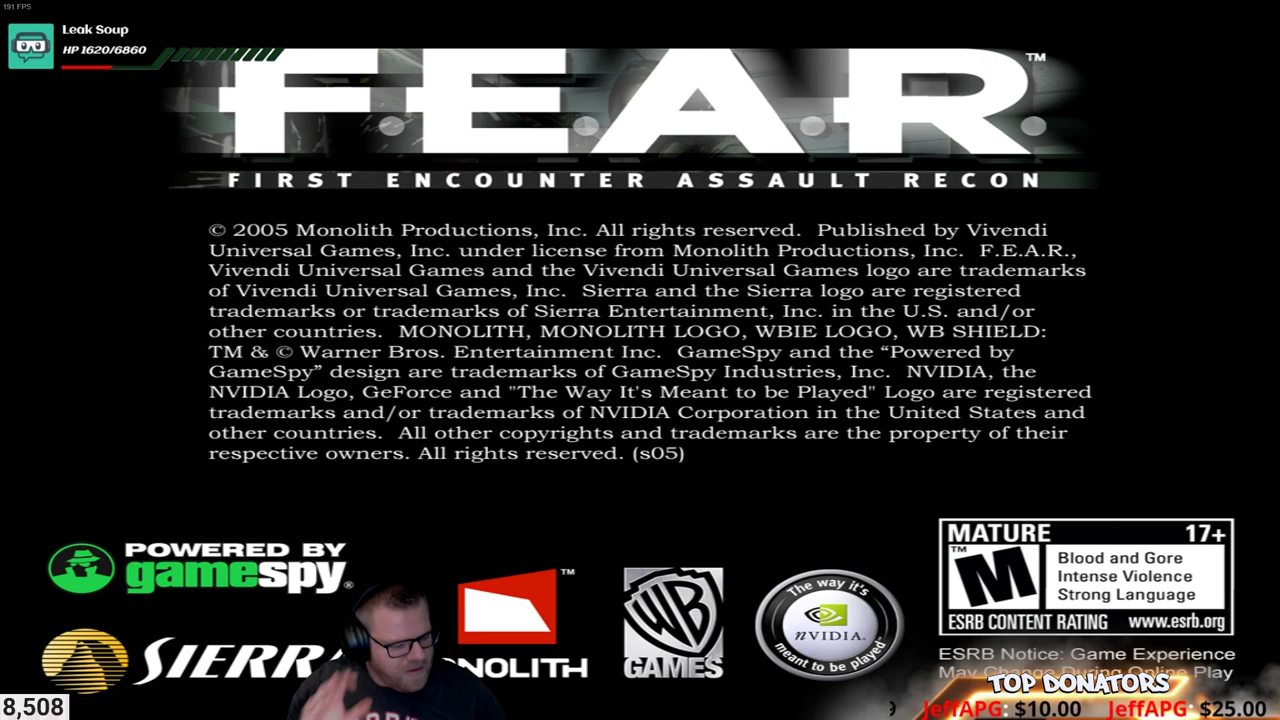 191 FPS
Leak Soup
HP 1620/6860
F.E.A.R. ™
FIRST ENCOUNTER ASSAULT RECON
© 2005 Monolith Productions, Inc. All rights reserved. Published by Vivendi
Universal Games, Inc. under license from Monolith Productions, Inc. F.E.A.R.,
Vivendi Universal Games and the Vivendi Universal Games logo are trademarks
of Vivendi Universal Games, Inc. Sierra and the Sierra logo are registered
trademarks or trademarks of Sierra Entertainment, Inc. in the U.S. and/or
other countries. MONOLITH, MONOLITH LOGO, WBIE LOGO, WB SHIELD:
TM & © Warner Bros. Entertainment Inc. GameSpy and the “Powered by
GameSpy” design are trademarks of GameSpy Industries, Inc. NVIDIA, the
NVIDIA Logo, GeForce and "The Way It's Meant to be Played" Logo are registered
trademarks and/or trademarks of NVIDIA Corporation in the United States and
other countries. All other copyrights and trademarks are the property of their
respective owners. All rights reserved. (s05)
POWERED BY
gamespy®
SIERRA
™
NOLITH
WB
GAMES
The way it's
nVIDIA.
meant to be played
MATURE 17+
™
M
Blood and Gore
Intense Violence
Strong Language
ESRB CONTENT RATING www.esrb.org
ESRB Notice: Game Experience
May Change During Online Play
TOP DONATORS
8,508
JeffAPG: $10.00 JeffAPG: $25.00